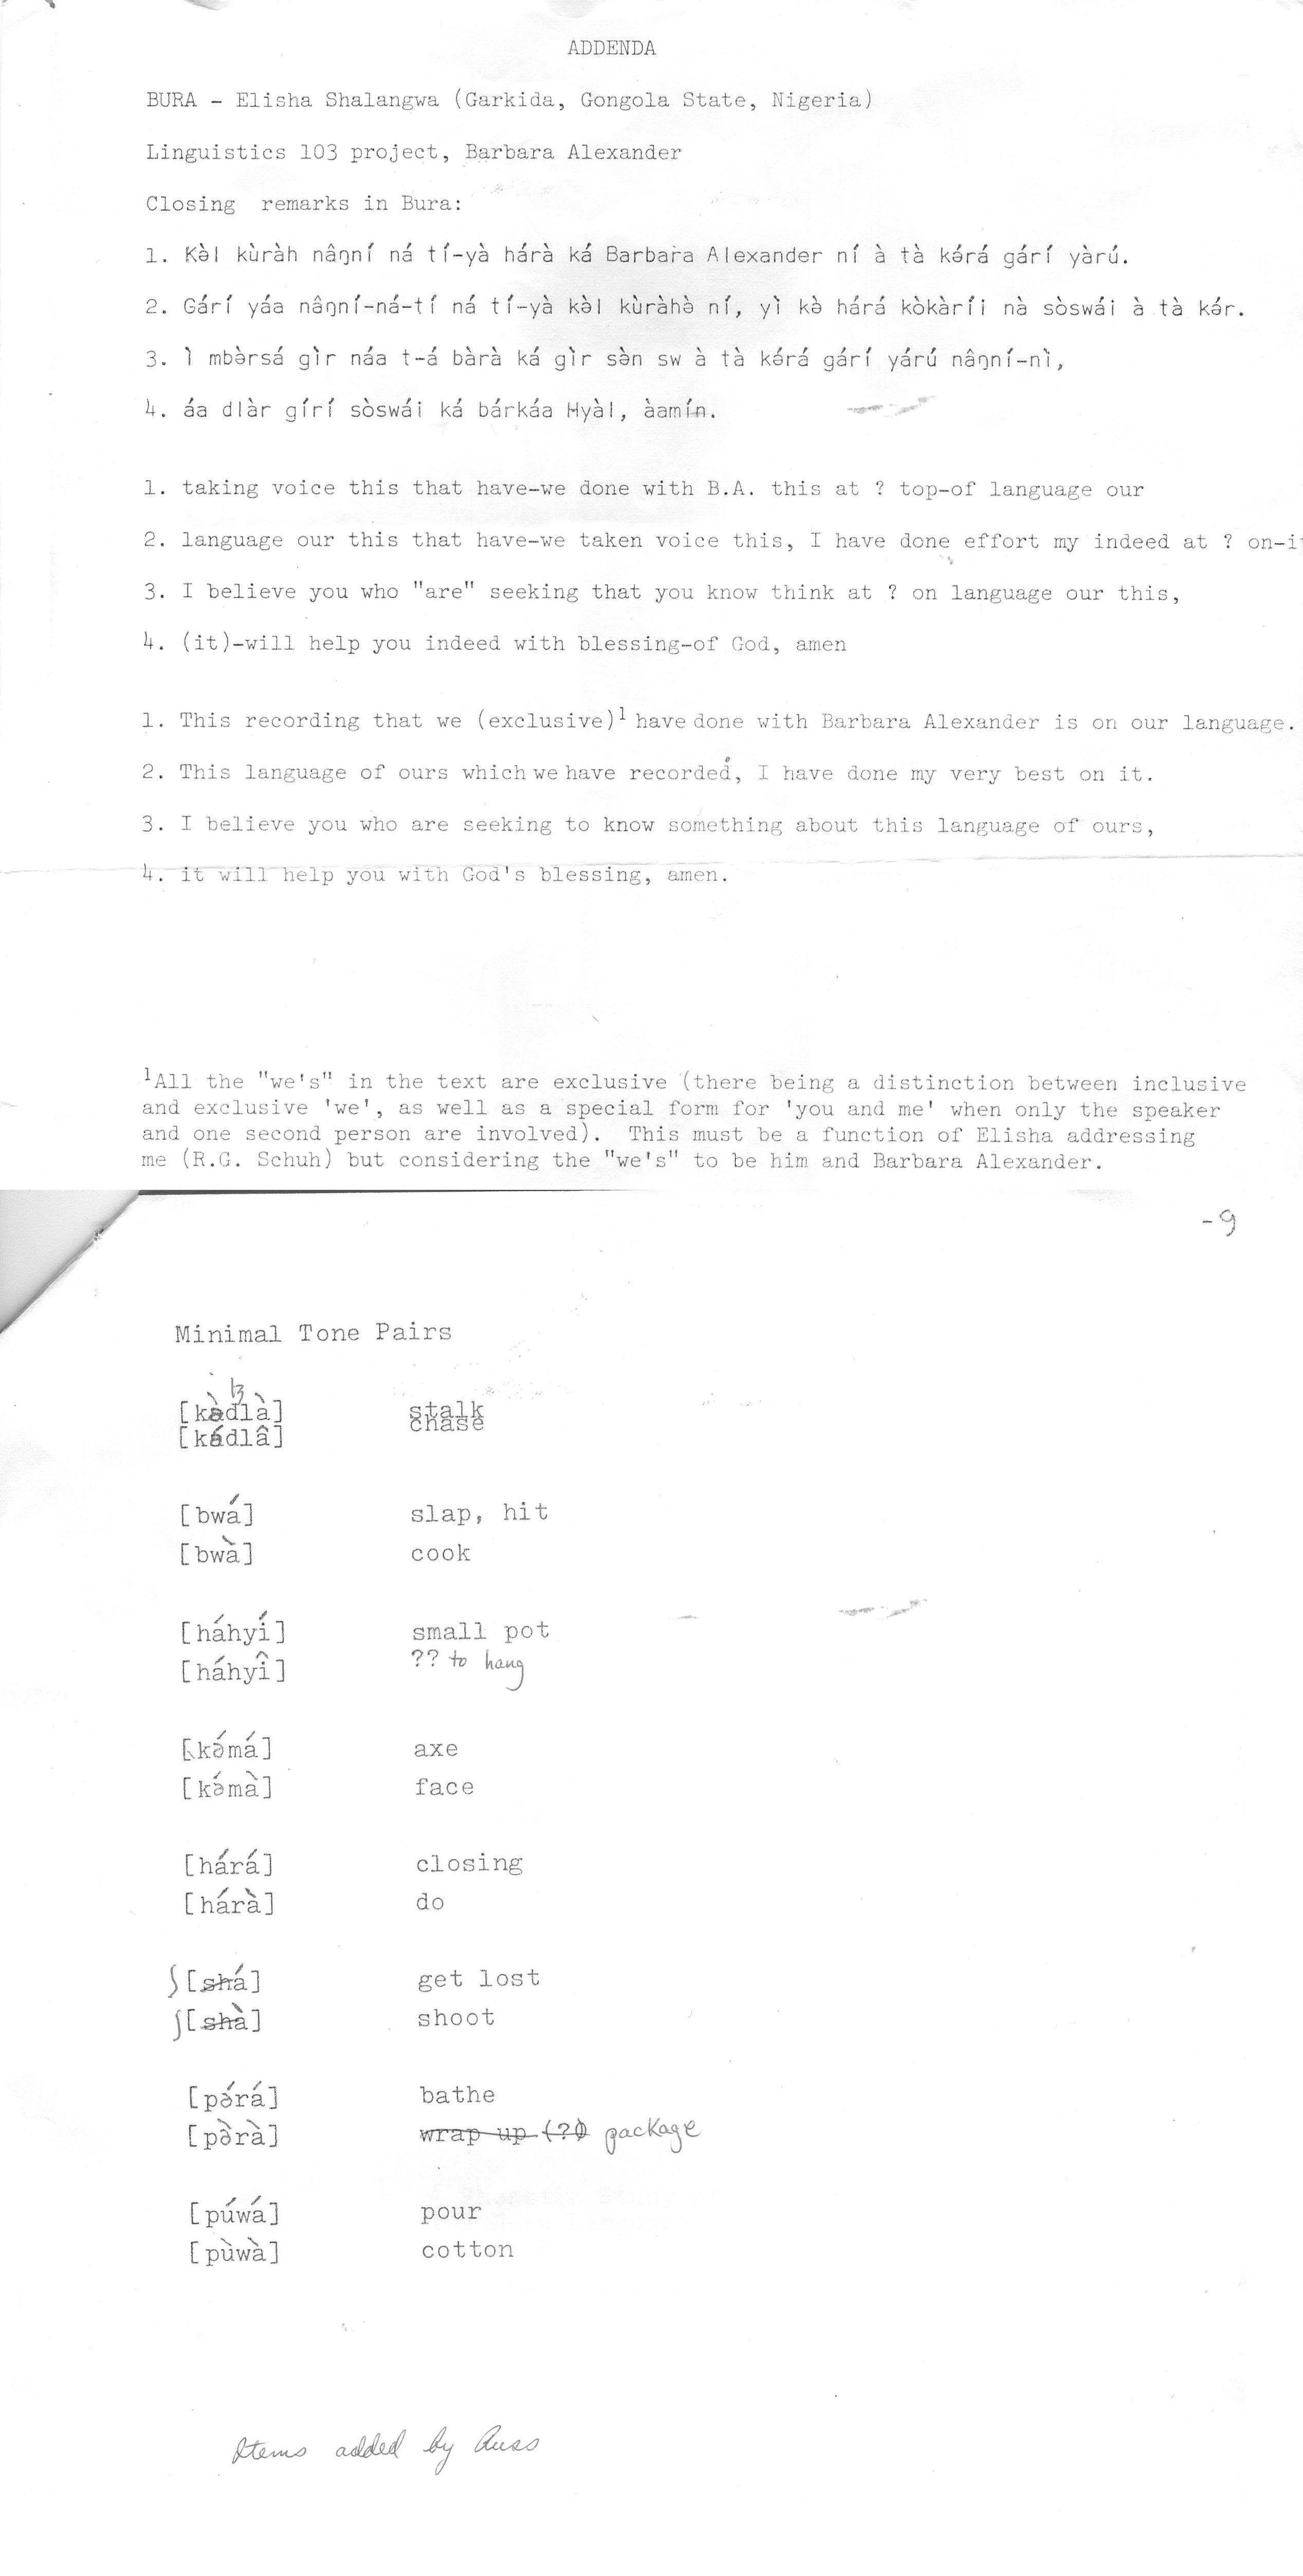 ADDENDA
BURA - Elisha Shalangwa (Garkida, Gongola State, Nigeria)
Linguistics 103 project, Barbara Alexander
Closing remarks in Bura:
1. Kə̀l kùràh nâŋní ná tí-yà hárà ká Barbara Alexander ní à tà kə́rá gárí yàrú.
2. Gárí yáa nâŋní-ná-tí ná tí-yà kə̀l kùràhə̀ ní, yì kə̀ hárá kòkàríi nà sòswái à tà kə́r.
3. Ì mbə̀rsá gìr náa t-á bàrà ká gìr sə̀n sw à tà kə́rá gárí yárú nâŋní-nì,
4. áa dlàr gírí sòswái ká bárkáa Hyàl, àamín.
1. taking voice this that have-we done with B.A. this at ? top-of language our
2. language our this that have-we taken voice this, I have done effort my indeed at ? on-it
3. I believe you who "are" seeking that you know think at ? on language our this,
4. (it)-will help you indeed with blessing-of God, amen
1. This recording that we (exclusive)¹ have done with Barbara Alexander is on our language.
2. This language of ours which we have recorded, I have done my very best on it.
3. I believe you who are seeking to know something about this language of ours,
4. it will help you with God's blessing, amen.
¹All the "we's" in the text are exclusive (there being a distinction between inclusive
and exclusive 'we', as well as a special form for 'you and me' when only the speaker
and one second person are involved). This must be a function of Elisha addressing
me (R.G. Schuh) but considering the "we's" to be him and Barbara Alexander.
-9
Minimal Tone Pairs
ɮ
[kə̀dlà] stalk
[kə́dlâ] chase
[bwá] slap, hit
[bwà] cook
[háhyí] small pot
[háhyî] ?? to hang
[kə́má] axe
[kə́mà] face
[hárá] closing
[hárà] do
ʃ [shá] get lost
ʃ [shà] shoot
[pə́rá] bathe
[pə̀rà] wrap up (?) package
[púwá] pour
[pùwà] cotton
Items added by Russ